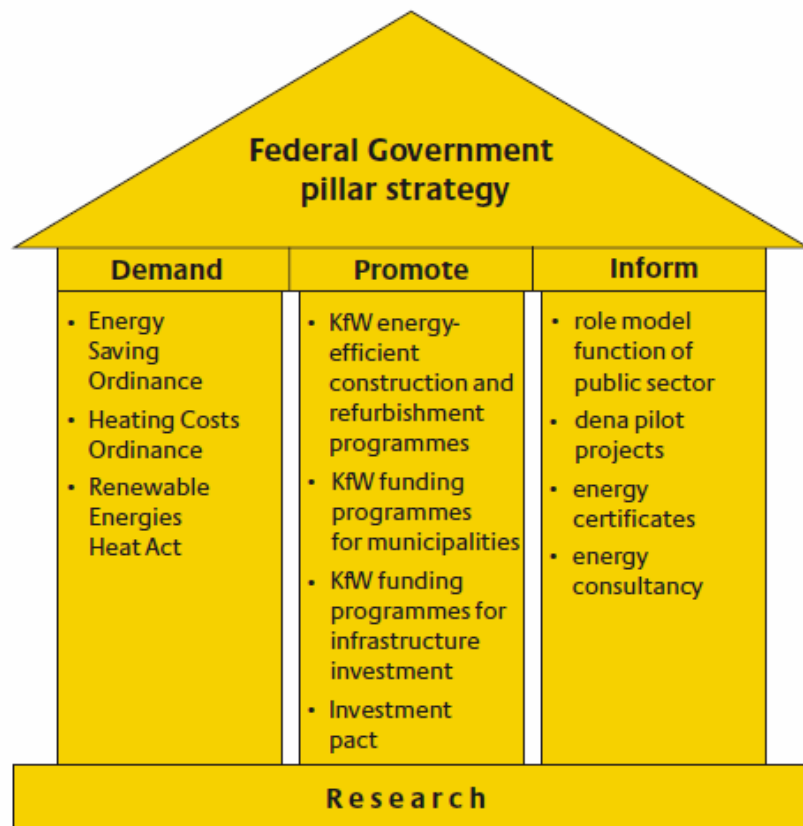 Federal Government
pillar strategy
Demand
• Energy
Saving
Ordinance
• Heating Costs
Ordinance
• Renewable
Energies
Heat Act
Promote
• KfW energy-
efficient
construction and
refurbishment
programmes
• KfW funding
programmes
for municipalities
• KfW funding
programmes for
infrastructure
investment
• Investment
pact
Inform
• role model
function of
public sector
• dena pilot
projects
• energy
certificates
• energy
consultancy
Research